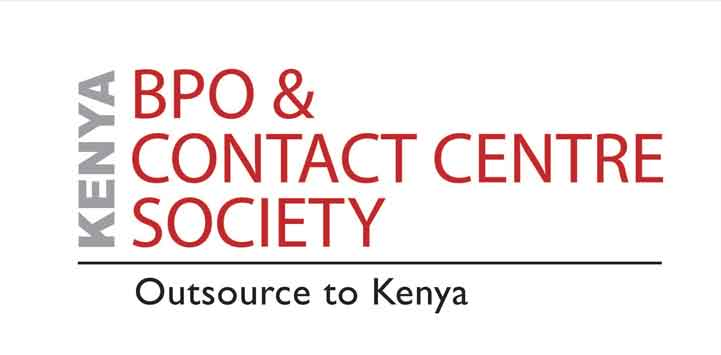 KENYA
BPO &
CONTACT CENTRE
SOCIETY
Outsource to Kenya